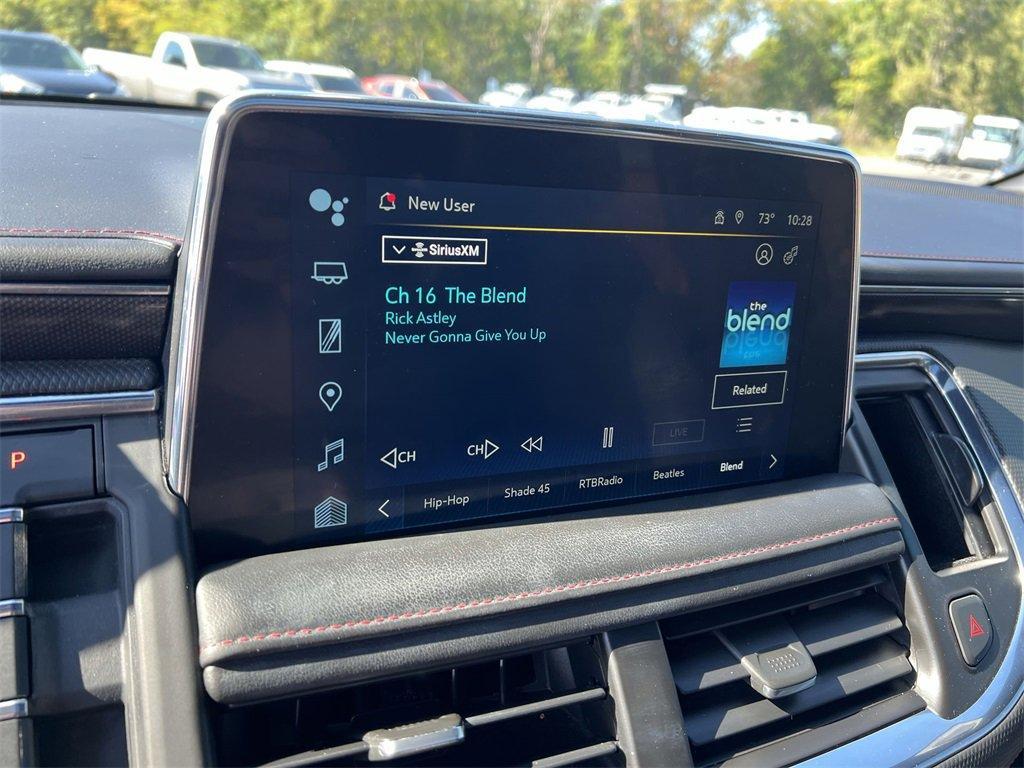 New User
73° 10:28
SiriusXM
Ch 16 The Blend
Rick Astley
Never Gonna Give You Up
the
blend
Related
CH CH LIVE
Hip-Hop Shade 45 RTBRadio Beatles Blend
P